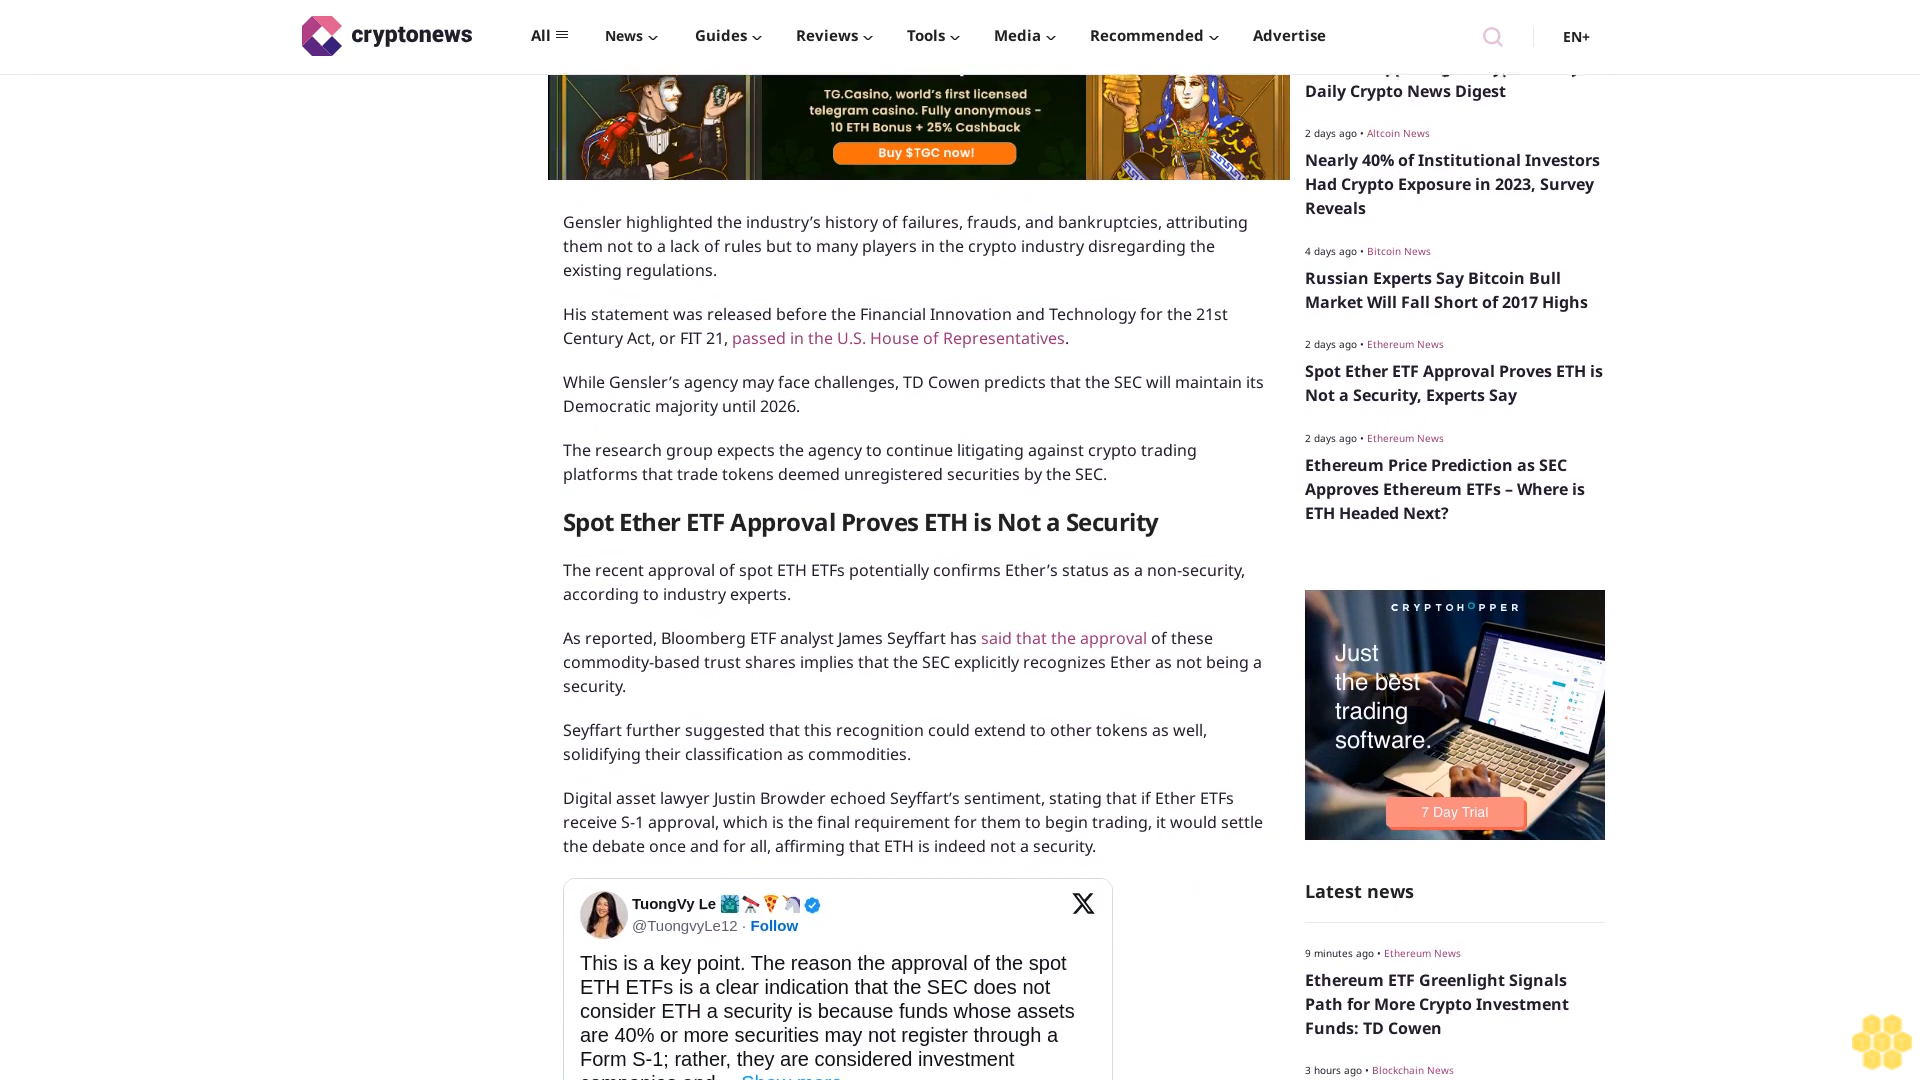 cryptonews
All
News
Guides
Reviews
Tools
Media
Recommended
Advertise
EN+
TG.Casino, world's first licensed
telegram casino. Fully anonymous -
10 ETH Bonus + 25% Cashback
Buy $TGC now!
Gensler highlighted the industry’s history of failures, frauds, and bankruptcies, attributing
them not to a lack of rules but to many players in the crypto industry disregarding the
existing regulations.
His statement was released before the Financial Innovation and Technology for the 21st
Century Act, or FIT 21, passed in the U.S. House of Representatives.
While Gensler’s agency may face challenges, TD Cowen predicts that the SEC will maintain its
Democratic majority until 2026.
The research group expects the agency to continue litigating against crypto trading
platforms that trade tokens deemed unregistered securities by the SEC.
Spot Ether ETF Approval Proves ETH is Not a Security
The recent approval of spot ETH ETFs potentially confirms Ether’s status as a non-security,
according to industry experts.
As reported, Bloomberg ETF analyst James Seyffart has said that the approval of these
commodity-based trust shares implies that the SEC explicitly recognizes Ether as not being a
security.
Seyffart further suggested that this recognition could extend to other tokens as well,
solidifying their classification as commodities.
Digital asset lawyer Justin Browder echoed Seyffart’s sentiment, stating that if Ether ETFs
receive S-1 approval, which is the final requirement for them to begin trading, it would settle
the debate once and for all, affirming that ETH is indeed not a security.
TuongVy Le
@TuongvyLe12 · Follow
This is a key point. The reason the approval of the spot
ETH ETFs is a clear indication that the SEC does not
consider ETH a security is because funds whose assets
are 40% or more securities may not register through a
Form S-1; rather, they are considered investment
companies and... Show more
Daily Crypto News Digest
2 days ago • Altcoin News
Nearly 40% of Institutional Investors
Had Crypto Exposure in 2023, Survey
Reveals
4 days ago • Bitcoin News
Russian Experts Say Bitcoin Bull
Market Will Fall Short of 2017 Highs
2 days ago • Ethereum News
Spot Ether ETF Approval Proves ETH is
Not a Security, Experts Say
2 days ago • Ethereum News
Ethereum Price Prediction as SEC
Approves Ethereum ETFs – Where is
ETH Headed Next?
CRYPTOHOPPER
Just
the best
trading
software.
7 Day Trial
Latest news
9 minutes ago • Ethereum News
Ethereum ETF Greenlight Signals
Path for More Crypto Investment
Funds: TD Cowen
3 hours ago • Blockchain News